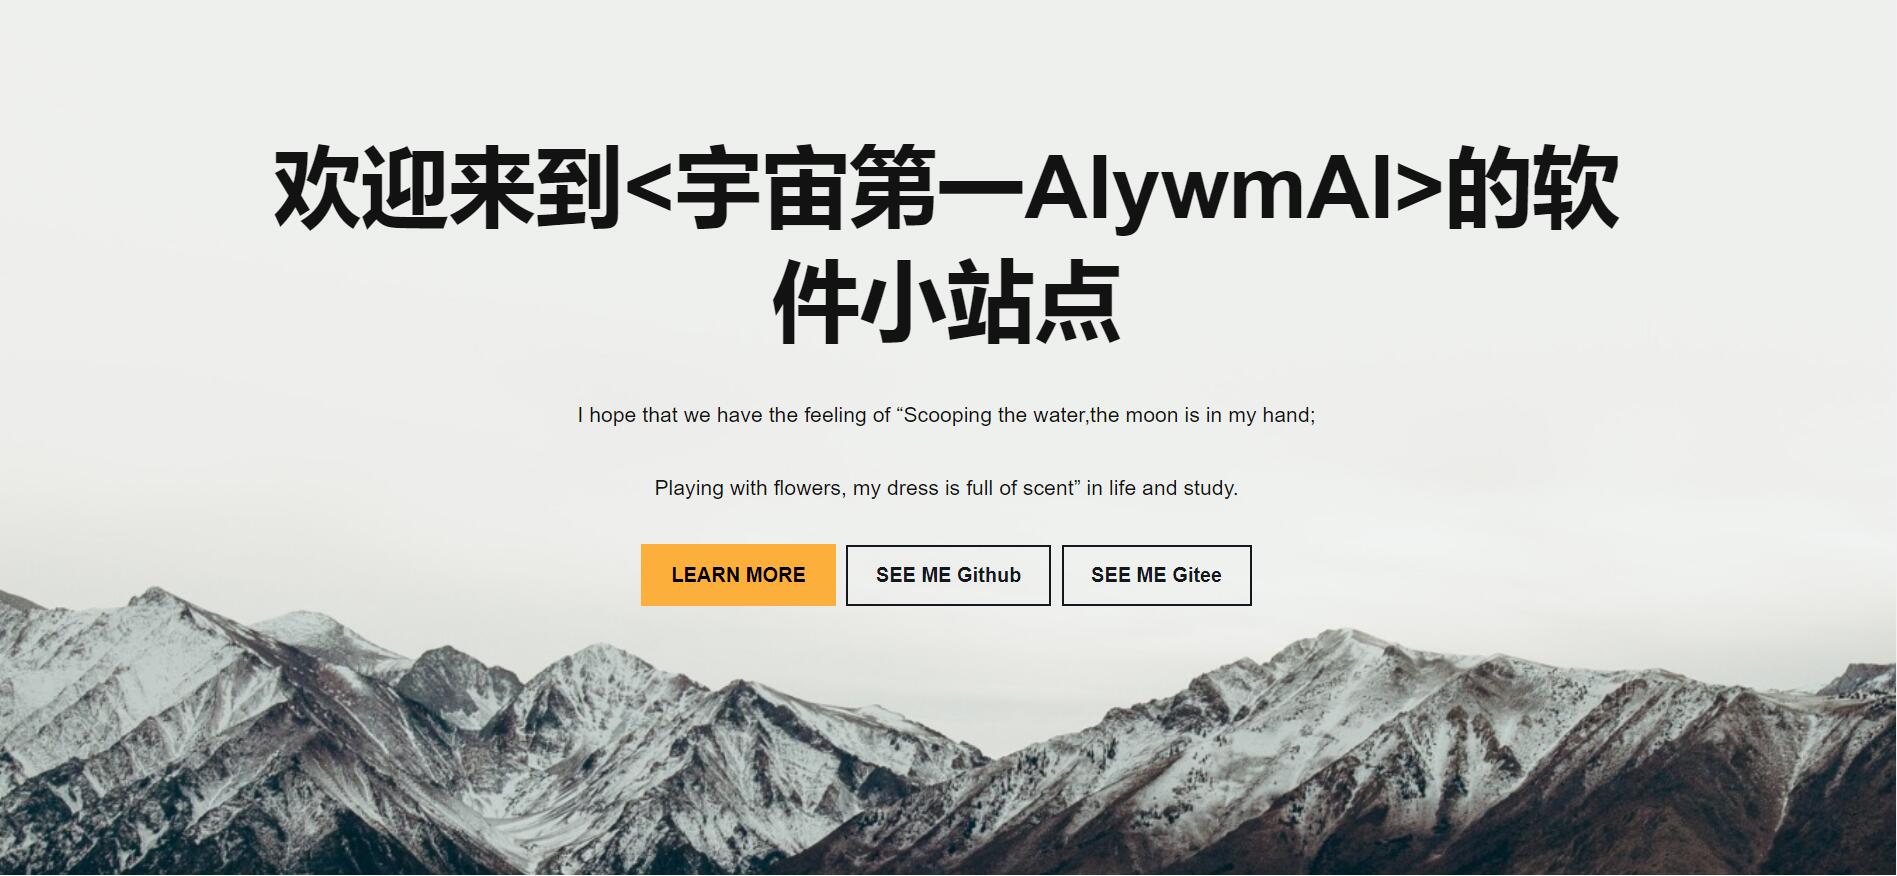 欢迎来到<宇宙第一AIywmAI>的软
件小站点
I hope that we have the feeling of “Scooping the water,the moon is in my hand;
Playing with flowers, my dress is full of scent” in life and study.
LEARN MORE SEE ME Github SEE ME Gitee